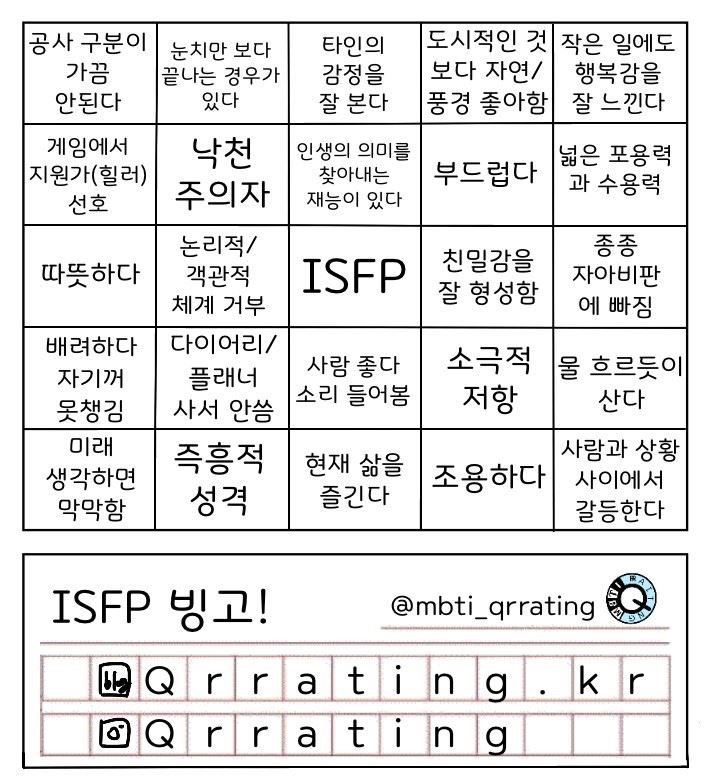 공사 구분이
가끔
안된다
눈치만 보다
끝나는 경우가
있다
타인의
감정을
잘 본다
도시적인 것
보다 자연/
풍경 좋아함
작은 일에도
행복감을
잘 느낀다
게임에서
지원가(힐러)
선호
낙천
주의자
인생의 의미를
찾아내는
재능이 있다
부드럽다
넓은 포용력
과 수용력
따뜻하다
논리적/
객관적
체계 거부
ISFP
친밀감을
잘 형성함
종종
자아비판
에 빠짐
배려하다
자기꺼
못챙김
다이어리/
플래너
사서 안씀
사람 좋다
소리 들어봄
소극적
저항
물 흐르듯이
산다
미래
생각하면
막막함
즉흥적
성격
현재 삶을
즐긴다
조용하다
사람과 상황
사이에서
갈등한다
ISFP 빙고!
@mbti_qrrating
MBTI QRRATING
blog Qrrating.kr
Qrrating